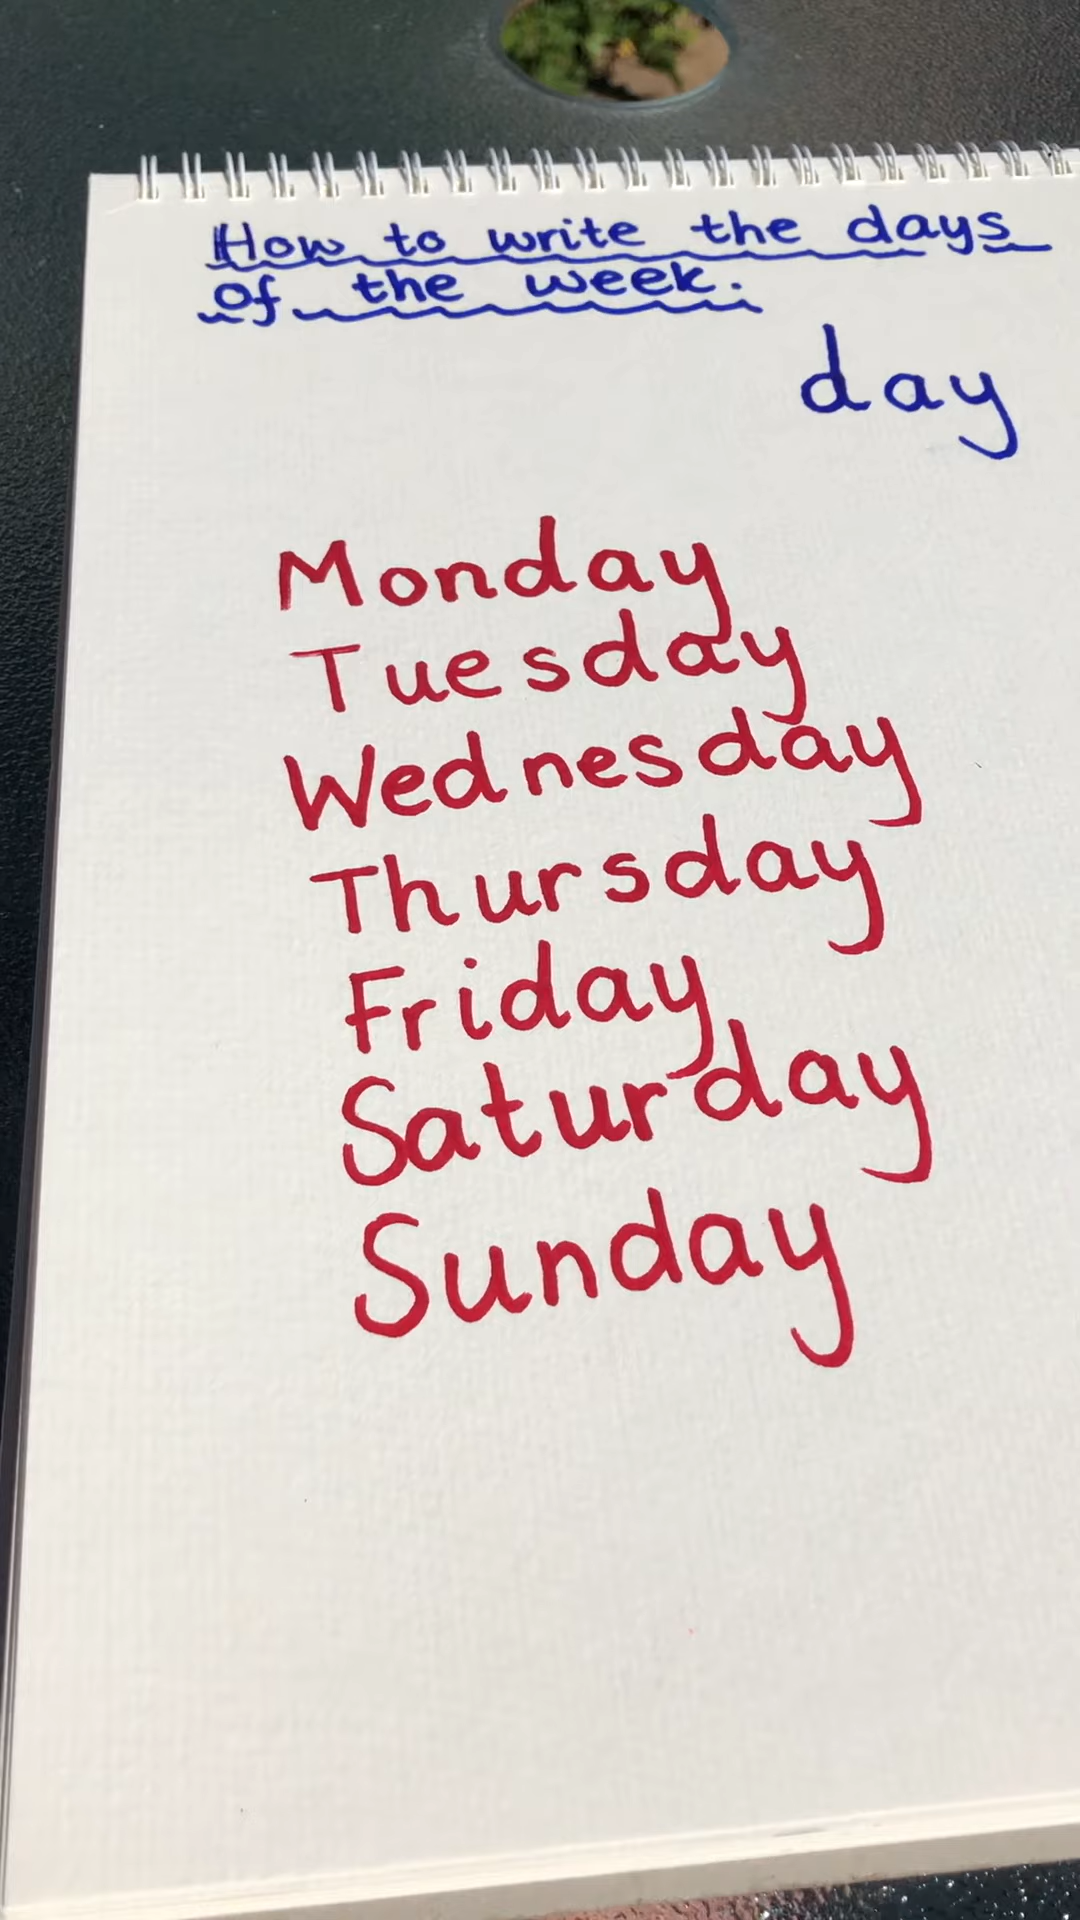 How to write the days
of the week.
day
Monday
Tuesday
Wednesday
Thursday
Friday
Saturday
Sunday